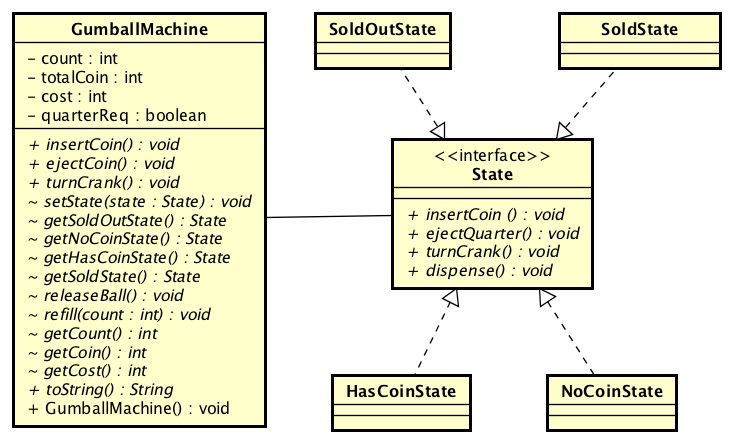 GumballMachine
- count : int
- totalCoin : int
- cost : int
- quarterReq : boolean
+ insertCoin() : void
+ ejectCoin() : void
+ turnCrank() : void
~ setState(state : State) : void
~ getSoldOutState() : State
~ getNoCoinState() : State
~ getHasCoinState() : State
~ getSoldState() : State
~ releaseBall() : void
~ refill(count : int) : void
~ getCount() : int
~ getCoin() : int
~ getCost() : int
+ toString() : String
+ GumballMachine() : void
SoldOutState
SoldState
<<interface>>
State
+ insertCoin () : void
+ ejectQuarter() : void
+ turnCrank() : void
+ dispense() : void
HasCoinState
NoCoinState